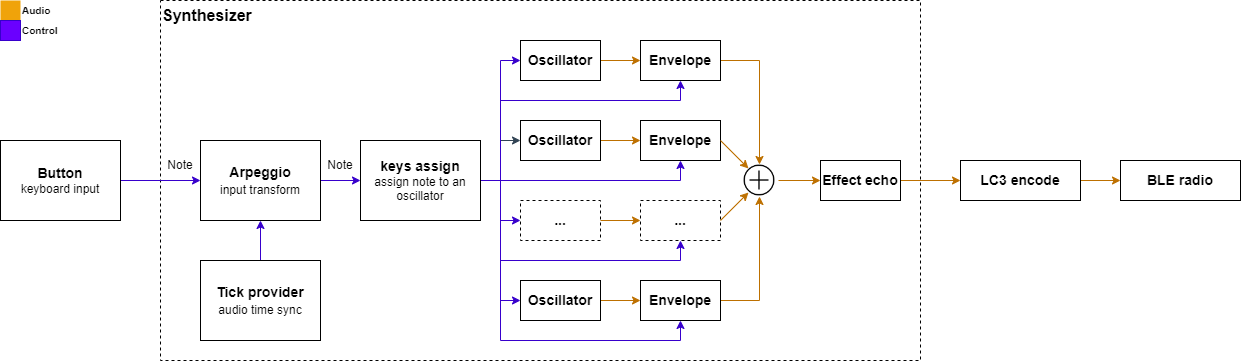 Audio
Control
Synthesizer
Button
keyboard input
Note
Arpeggio
input transform
Tick provider
audio time sync
Note
keys assign
assign note to an
oscillator
Oscillator
Envelope
Oscillator
Envelope
...
...
Oscillator
Envelope
Effect echo
LC3 encode
BLE radio